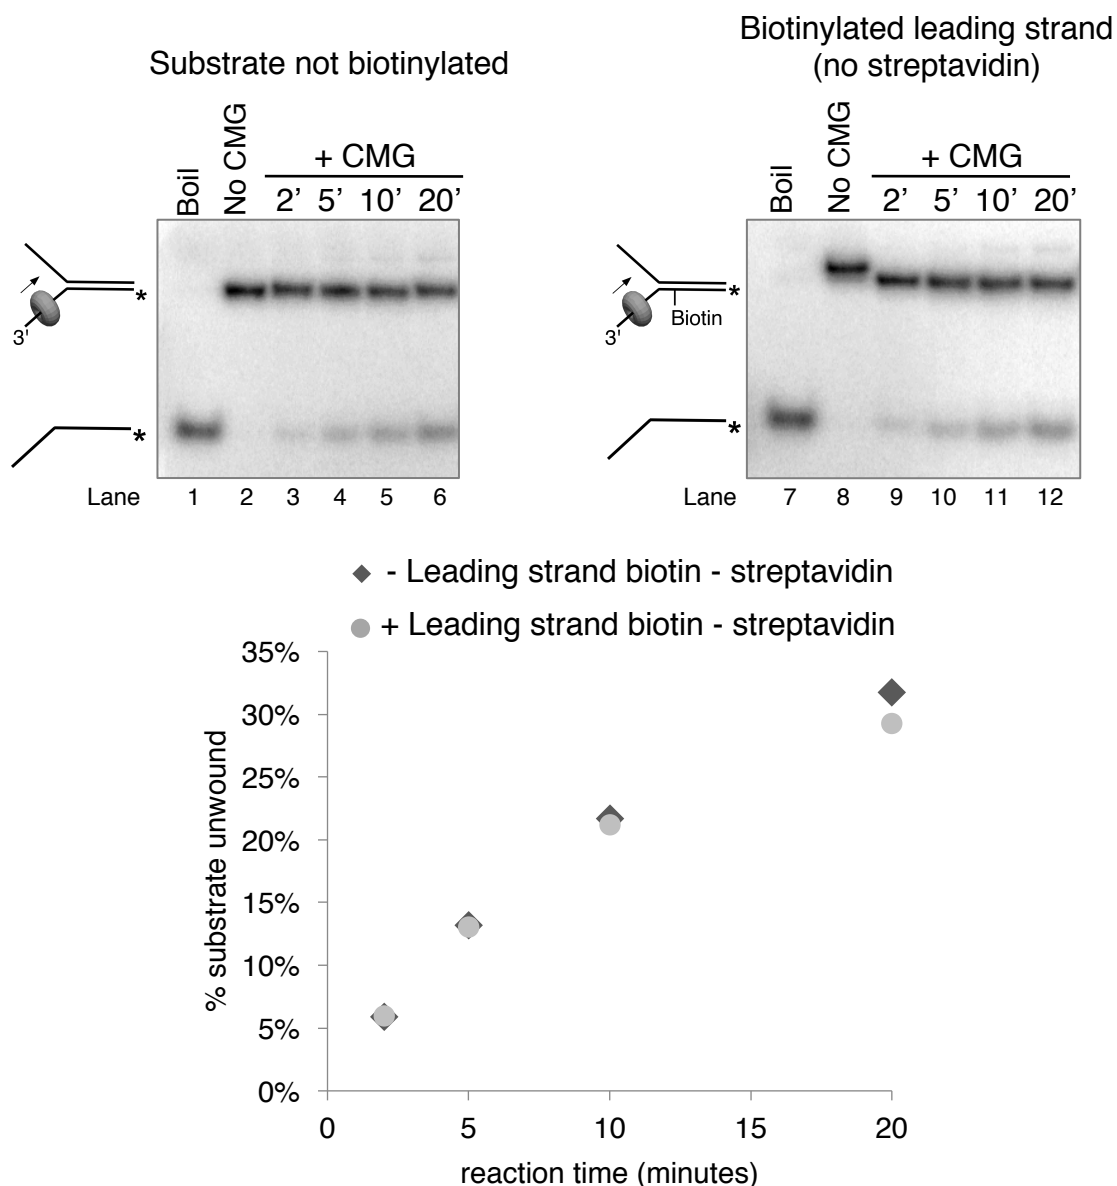 Substrate not biotinylated
Boil
No CMG
+ CMG
2’ 5’ 10’ 20’
*
3'
*
Lane 1 2 3 4 5 6
Biotinylated leading strand
(no streptavidin)
Boil
No CMG
+ CMG
2’ 5’ 10’ 20’
*
Biotin
3'
*
Lane 7 8 9 10 11 12
- Leading strand biotin - streptavidin
+ Leading strand biotin - streptavidin
% substrate unwound
35%
30%
25%
20%
15%
10%
5%
0%
0 5 10 15 20
reaction time (minutes)